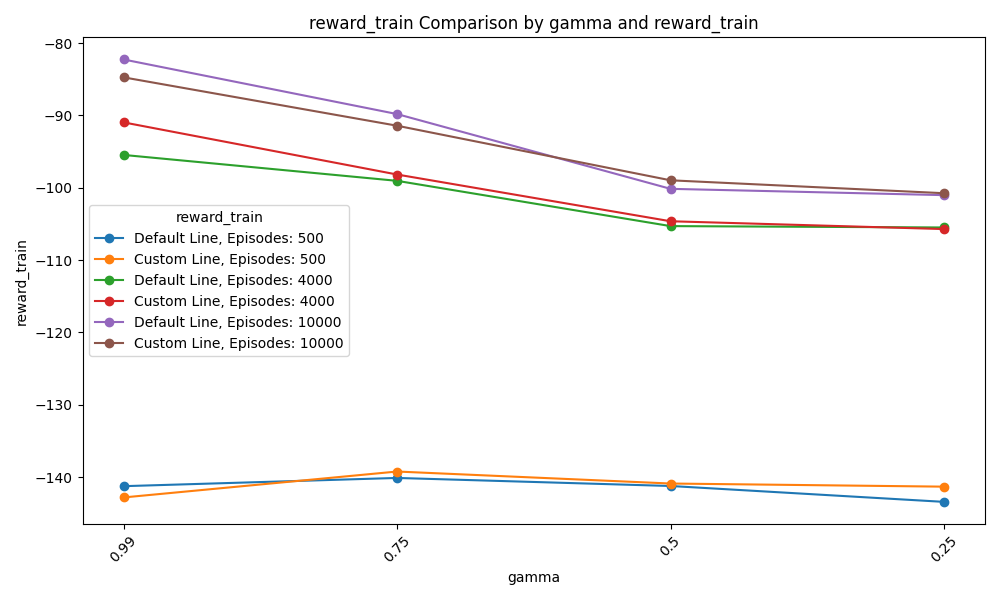 reward_train Comparison by gamma and reward_train
reward_train
−80
−90
−100
−110
−120
−130
−140
reward_train
Default Line, Episodes: 500
Custom Line, Episodes: 500
Default Line, Episodes: 4000
Custom Line, Episodes: 4000
Default Line, Episodes: 10000
Custom Line, Episodes: 10000
0.99
0.75
0.5
0.25
gamma